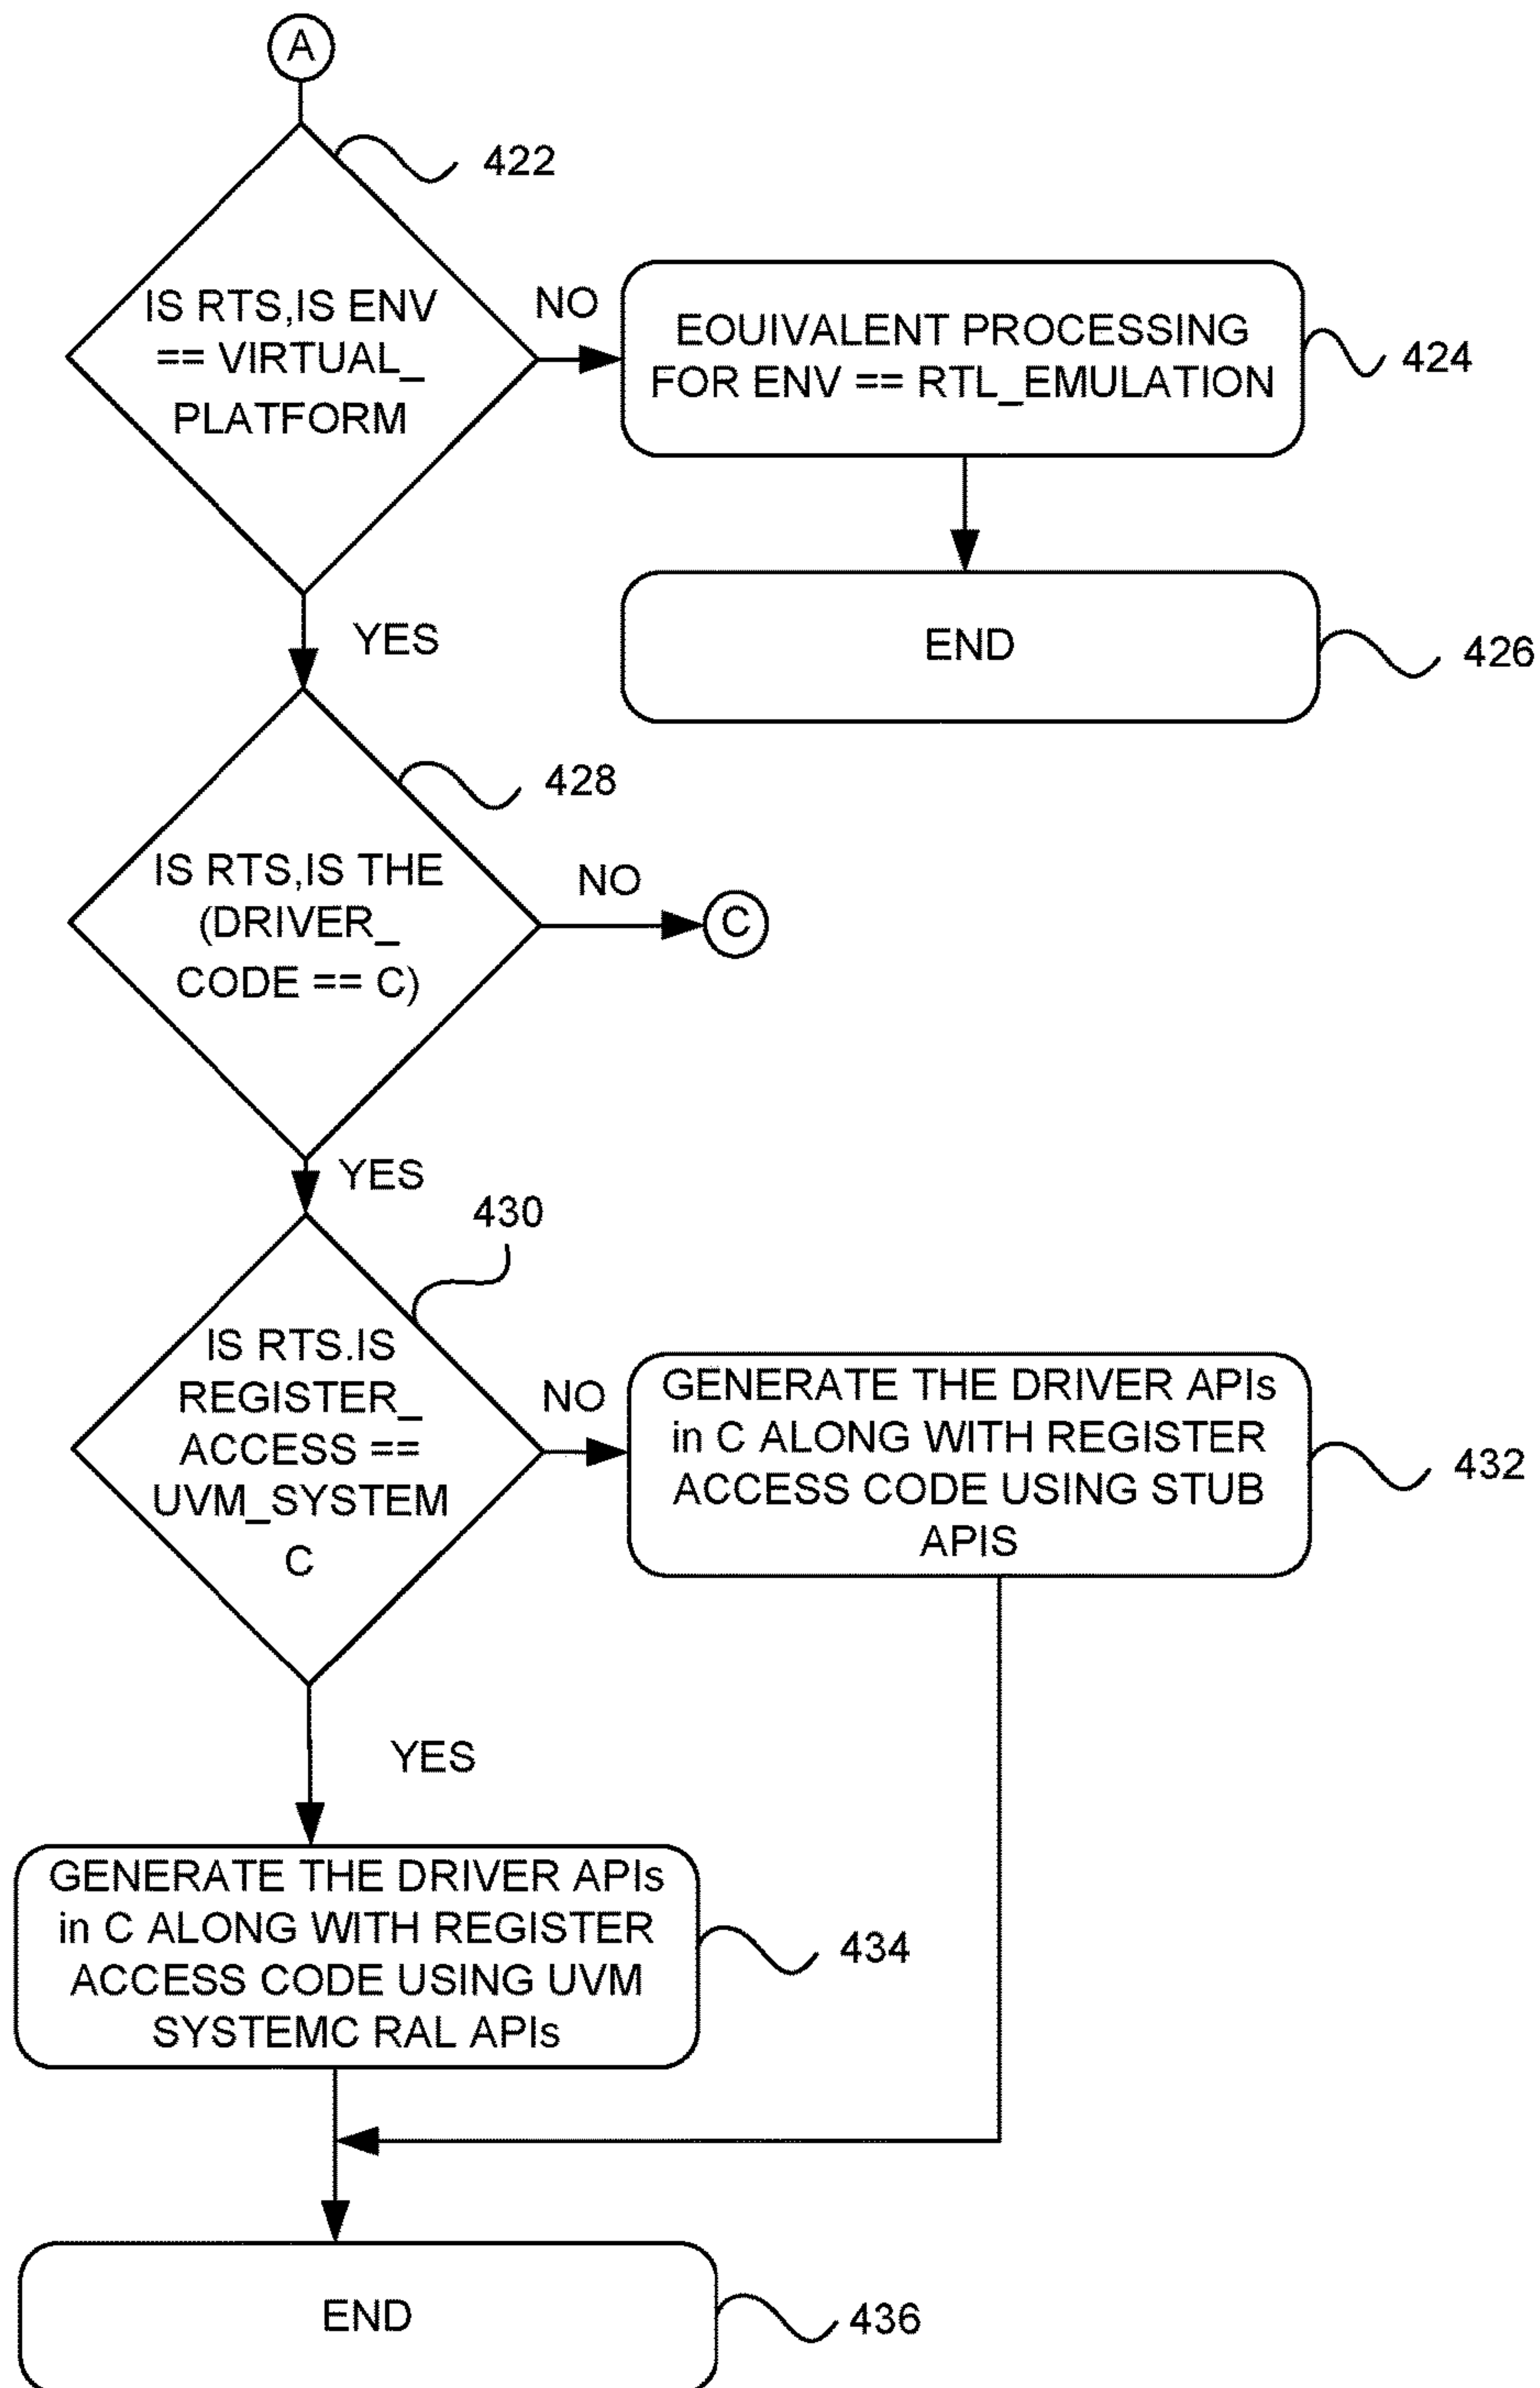 A
422
IS RTS,IS ENV
== VIRTUAL_
PLATFORM
NO
EQUIVALENT PROCESSING
FOR ENV == RTL_EMULATION
424
END
426
YES
428
IS RTS,IS THE
(DRIVER_
CODE == C)
NO
C
YES
430
IS RTS.IS
REGISTER_
ACCESS ==
UVM_SYSTEM
C
NO
GENERATE THE DRIVER APIs
in C ALONG WITH REGISTER
ACCESS CODE USING STUB
APIS
432
YES
GENERATE THE DRIVER APIs
in C ALONG WITH REGISTER
ACCESS CODE USING UVM
SYSTEMC RAL APIs
434
END
436